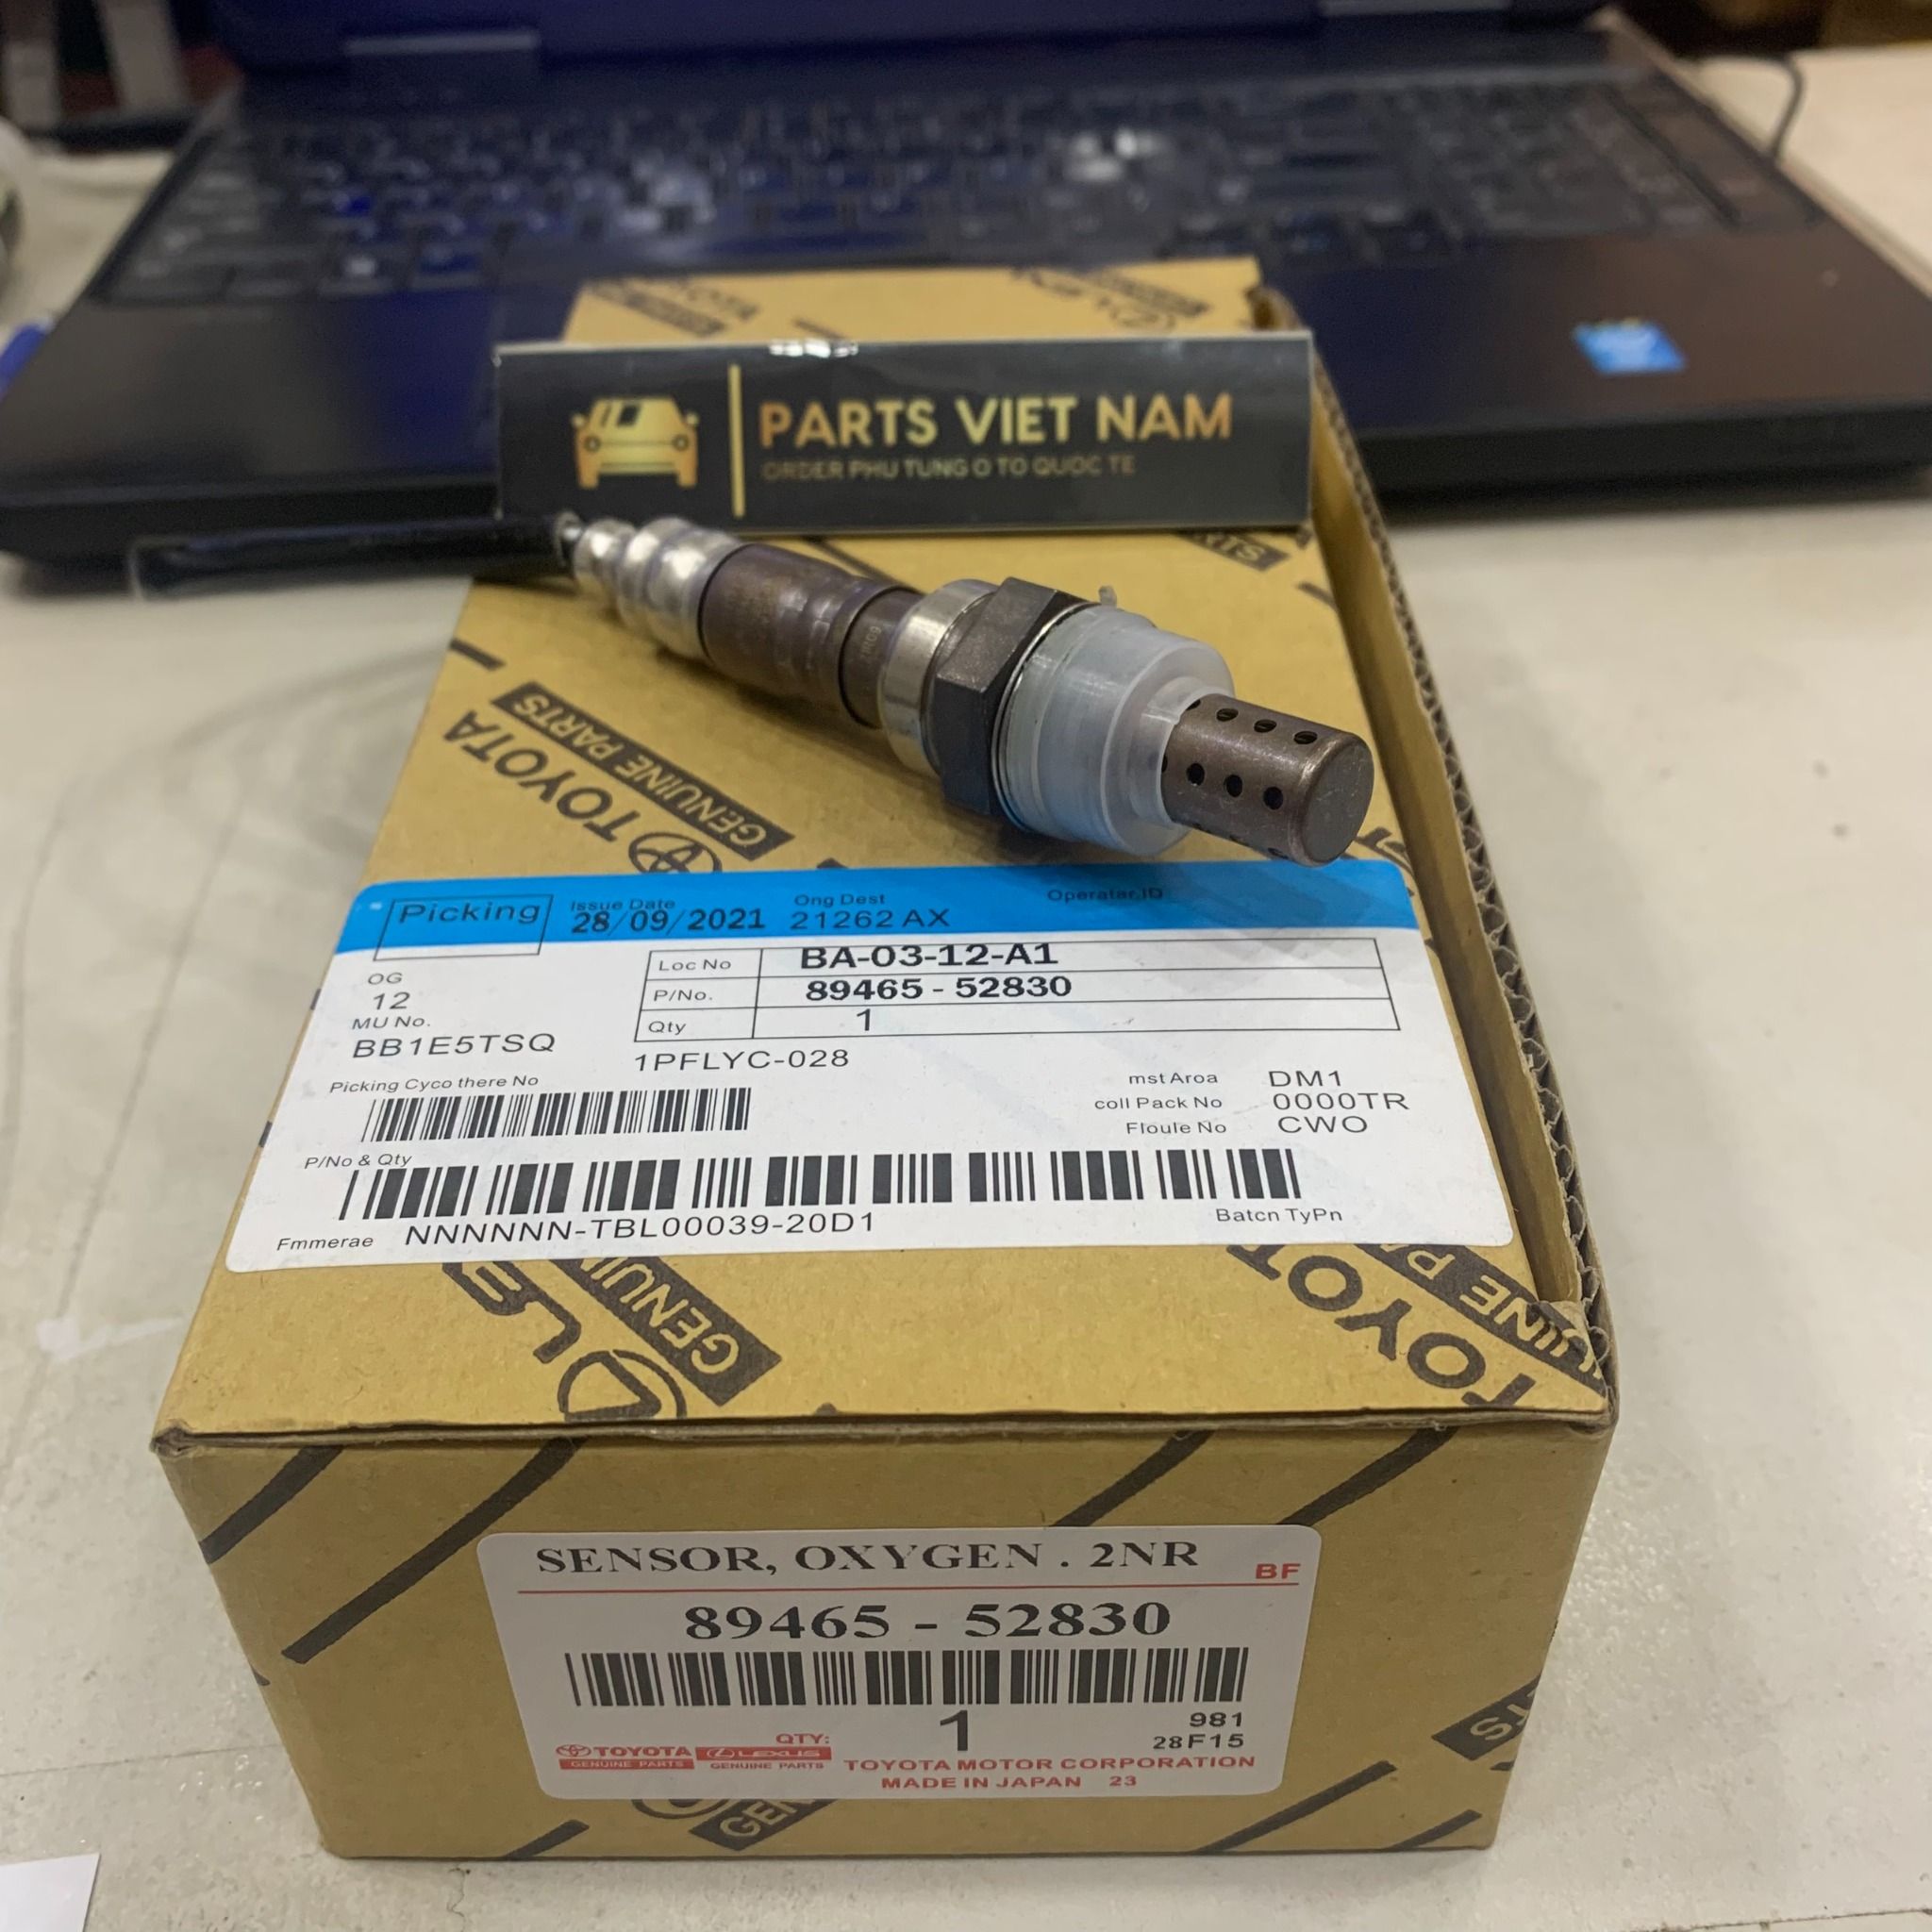 PARTS VIET NAM
ORDER PHU TUNG O TO QUOC TE
TOYOTA
GENUINE PARTS
Picking
Issue Date
28/09/2021
Ong Dest
21262 AX
Operatar ID
OG
12
MU No.
BB1E5TSQ
Loc No BA-03-12-A1
P/No. 89465 - 52830
Qty 1
1PFLYC-028
Picking Cyco there No
mst Aroa DM1
coll Pack No 0000TR
Floule No CWO
P/No & Qty
Fmmerae NNNNNN-TBL00039-20D1
Batcn TyPn
SENSOR, OXYGEN . 2NR
BF
89465 - 52830
QTY: 1
981
28F15
TOYOTA
GENUINE PARTS
LEXUS
GENUINE PARTS
TOYOTA MOTOR CORPORATION
MADE IN JAPAN 23